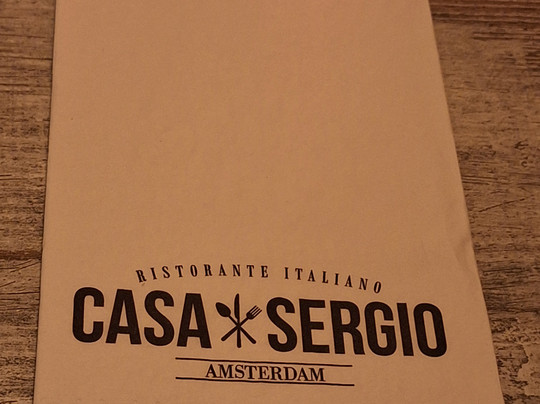 RISTORANTE ITALIANO
CASA SERGIO
AMSTERDAM